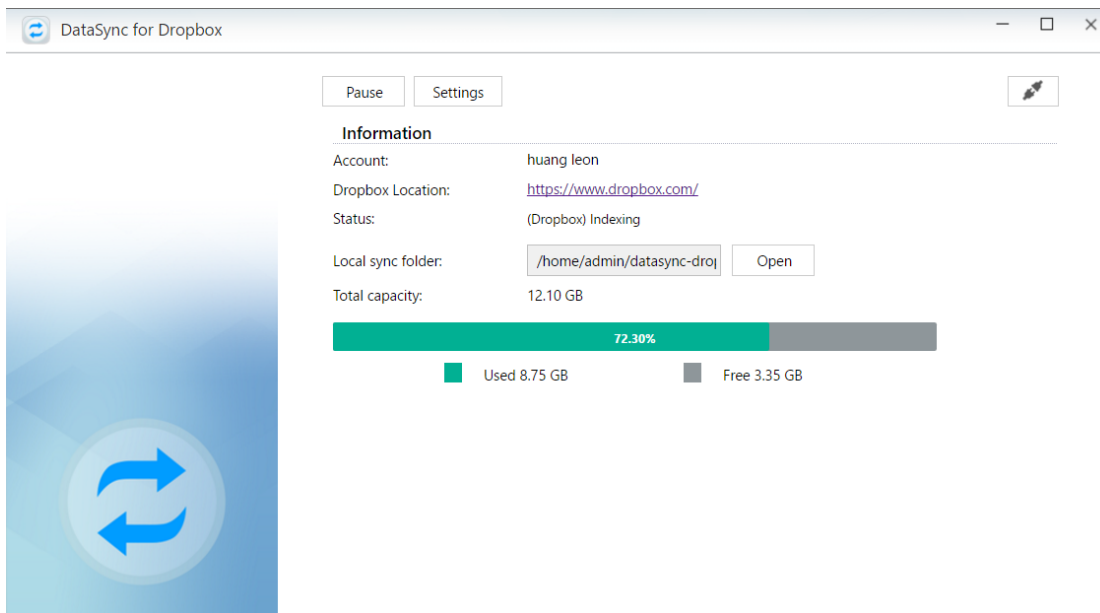 DataSync for Dropbox
Pause Settings
Information
Account: huang leon
Dropbox Location: https://www.dropbox.com/
Status: (Dropbox) Indexing
Local sync folder: /home/admin/datasync-drop Open
Total capacity: 12.10 GB
72.30%
Used 8.75 GB Free 3.35 GB